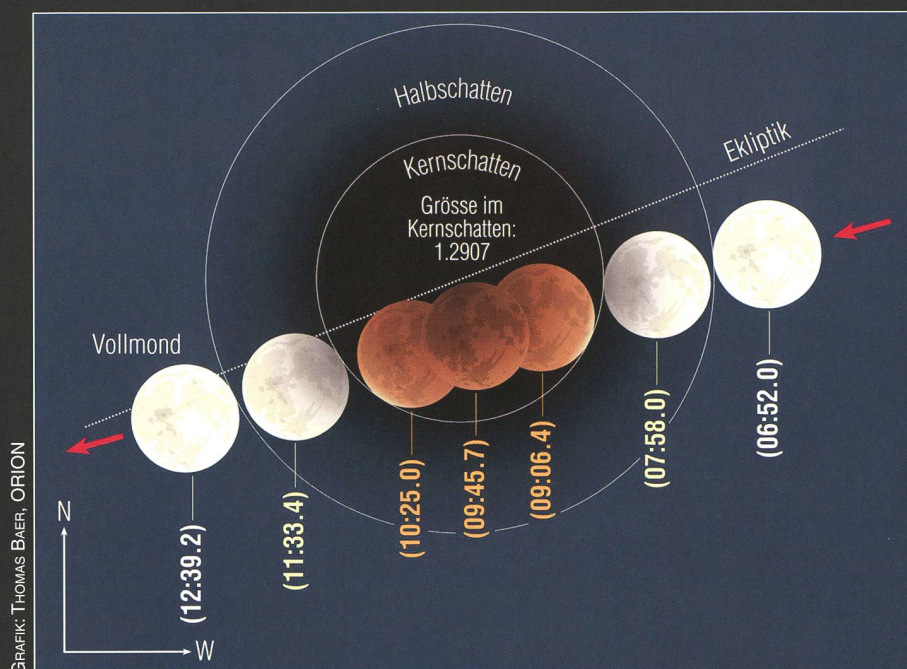 Halbschatten
Kernschatten
Grösse im
Kernschatten:
1.2907
Ekliptik
Vollmond
(12:39.2)
(11:33.4)
(10:25.0)
(09:45.7)
(09:06.4)
(07:58.0)
(06:52.0)
N
W
GRAFIK: THOMAS BAER, ORION